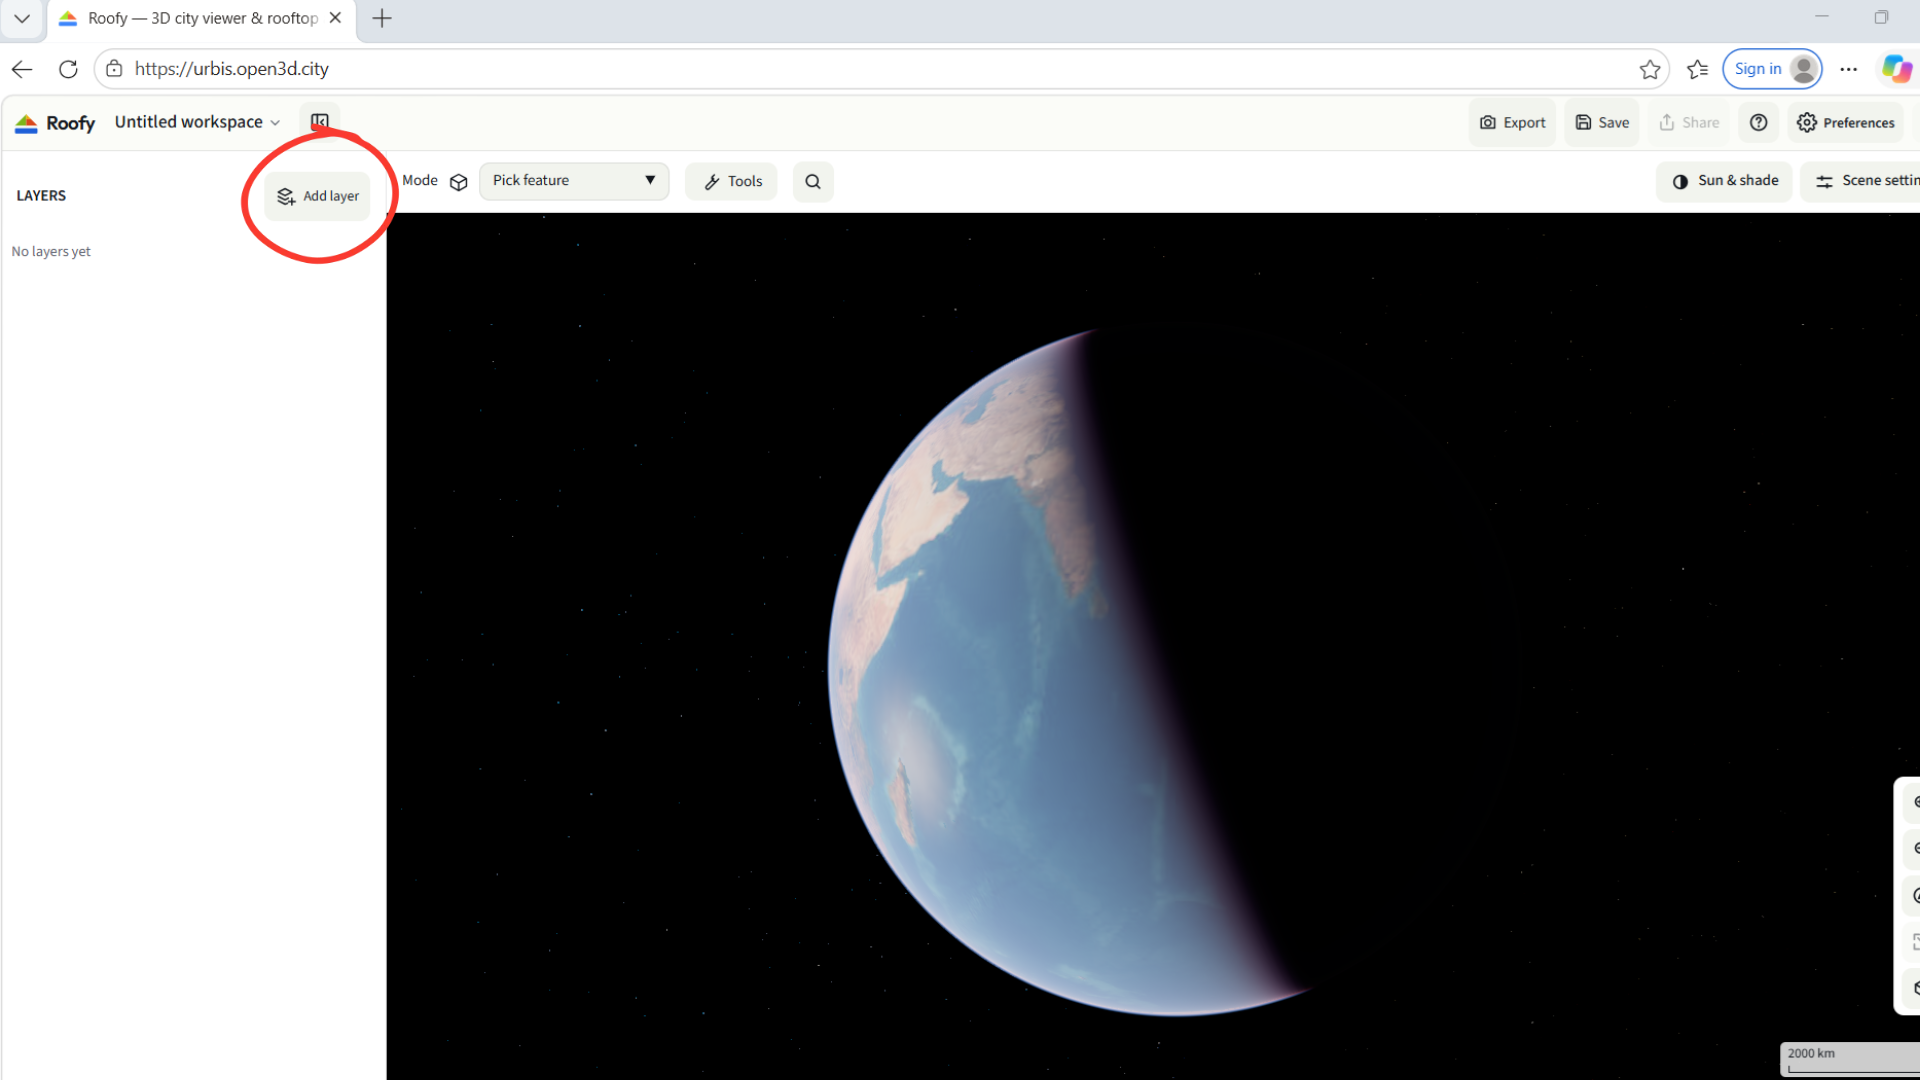 Roofy — 3D city viewer & rooftop
https://urbis.open3d.city
Sign in
Roofy
Untitled workspace
Export
Save
Share
Preferences
LAYERS
Add layer
Mode
Pick feature
Tools
Sun & shade
Scene settin
No layers yet
2000 km